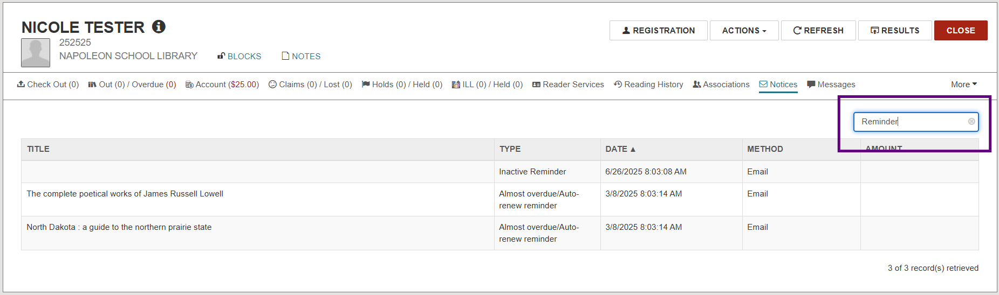 NICOLE TESTER
REGISTRATION ACTIONS REFRESH RESULTS CLOSE
252525
NAPOLEON SCHOOL LIBRARY BLOCKS NOTES
Check Out (0) Out (0) / Overdue (0) Account ($25.00) Claims (0) / Lost (0) Holds (0) / Held (0) ILL (0) / Held (0) Reader Services Reading History Associations Notices Messages More
Reminder
TITLE TYPE DATE ▲ METHOD AMOUNT
Inactive Reminder 6/26/2025 8:03:08 AM Email
The complete poetical works of James Russell Lowell Almost overdue/Auto- 3/8/2025 8:03:14 AM Email
renew reminder
North Dakota : a guide to the northern prairie state Almost overdue/Auto- 3/8/2025 8:03:14 AM Email
renew reminder
3 of 3 record(s) retrieved